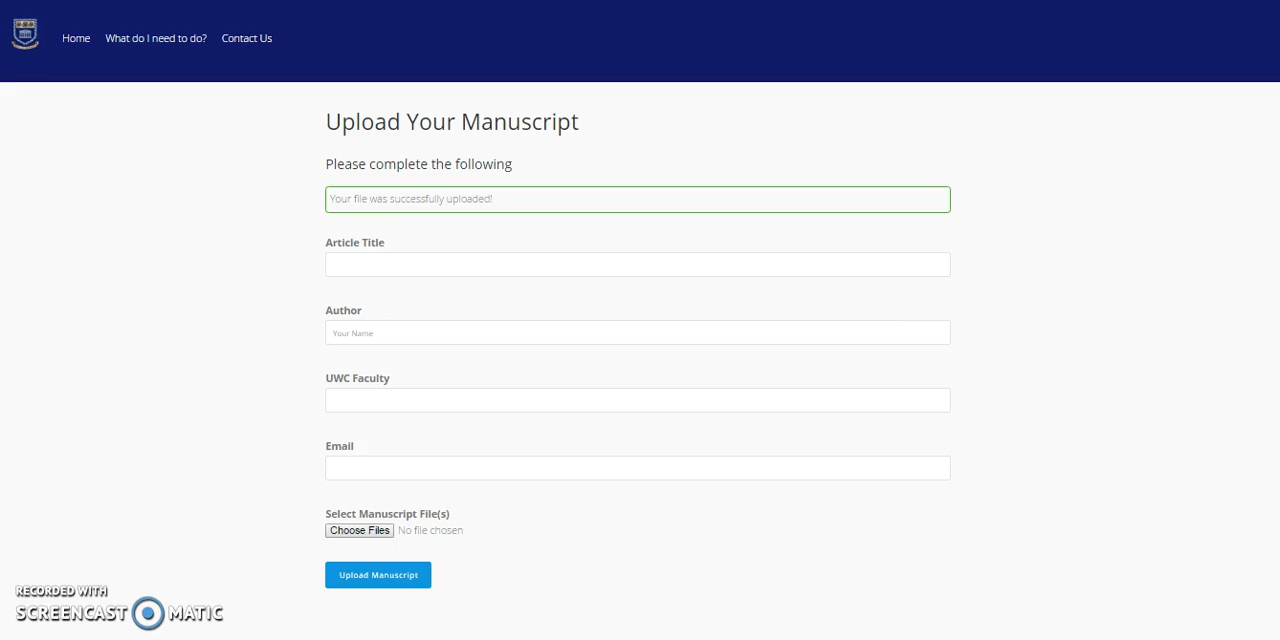 Home What do I need to do? Contact Us
Upload Your Manuscript
Please complete the following
Your file was successfully uploaded!
Article Title
Author
Your Name
UWC Faculty
Email
Select Manuscript File(s)
Choose Files No file chosen
Upload Manuscript
RECORDED WITH
SCREENCAST MATIC